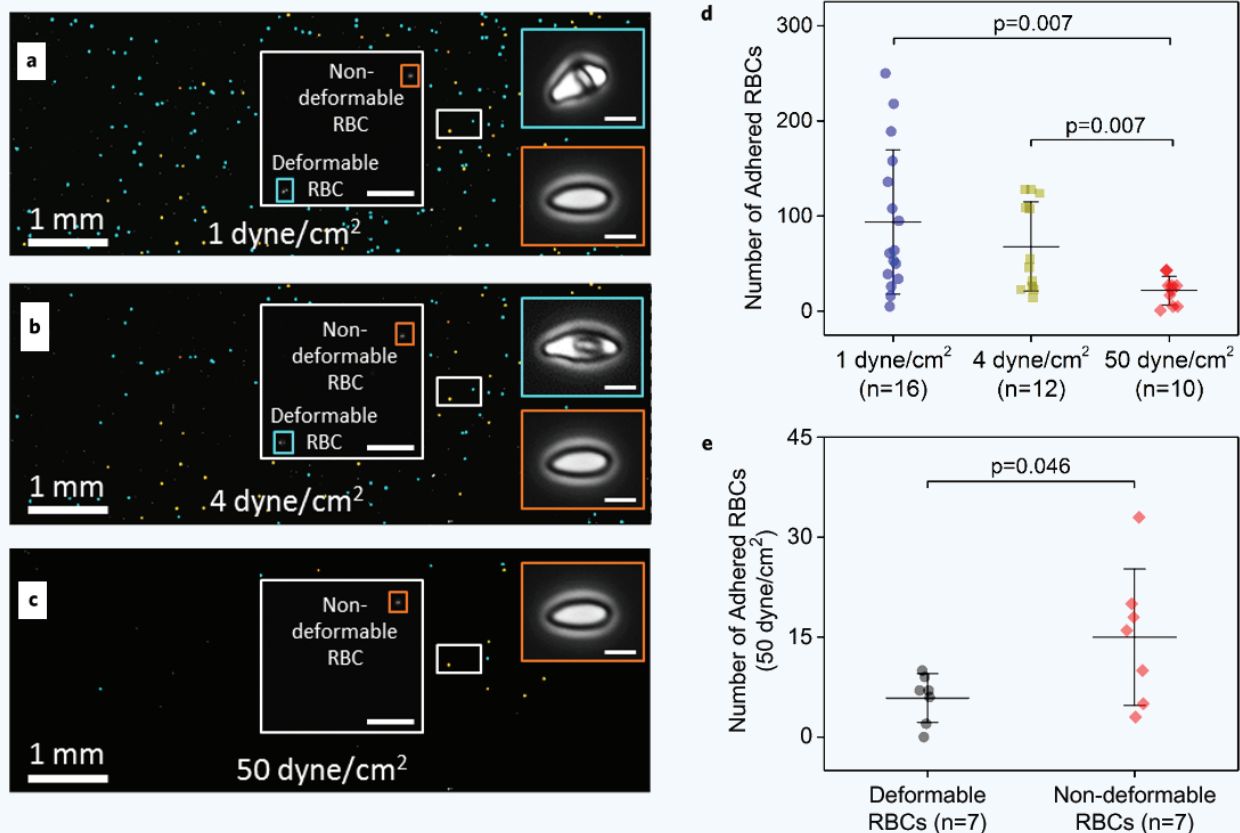 a
Non-
deformable
RBC
Deformable
RBC
1 mm
1 dyne/cm²
b
Non-
deformable
RBC
Deformable
RBC
1 mm
4 dyne/cm²
c
Non-
deformable
RBC
1 mm
50 dyne/cm²
d
Number of Adhered RBCs
300
200
100
0
p=0.007
p=0.007
1 dyne/cm² 4 dyne/cm² 50 dyne/cm²
(n=16) (n=12) (n=10)
e
Number of Adhered RBCs
(50 dyne/cm²)
45
30
15
0
p=0.046
Deformable Non-deformable
RBCs (n=7) RBCs (n=7)